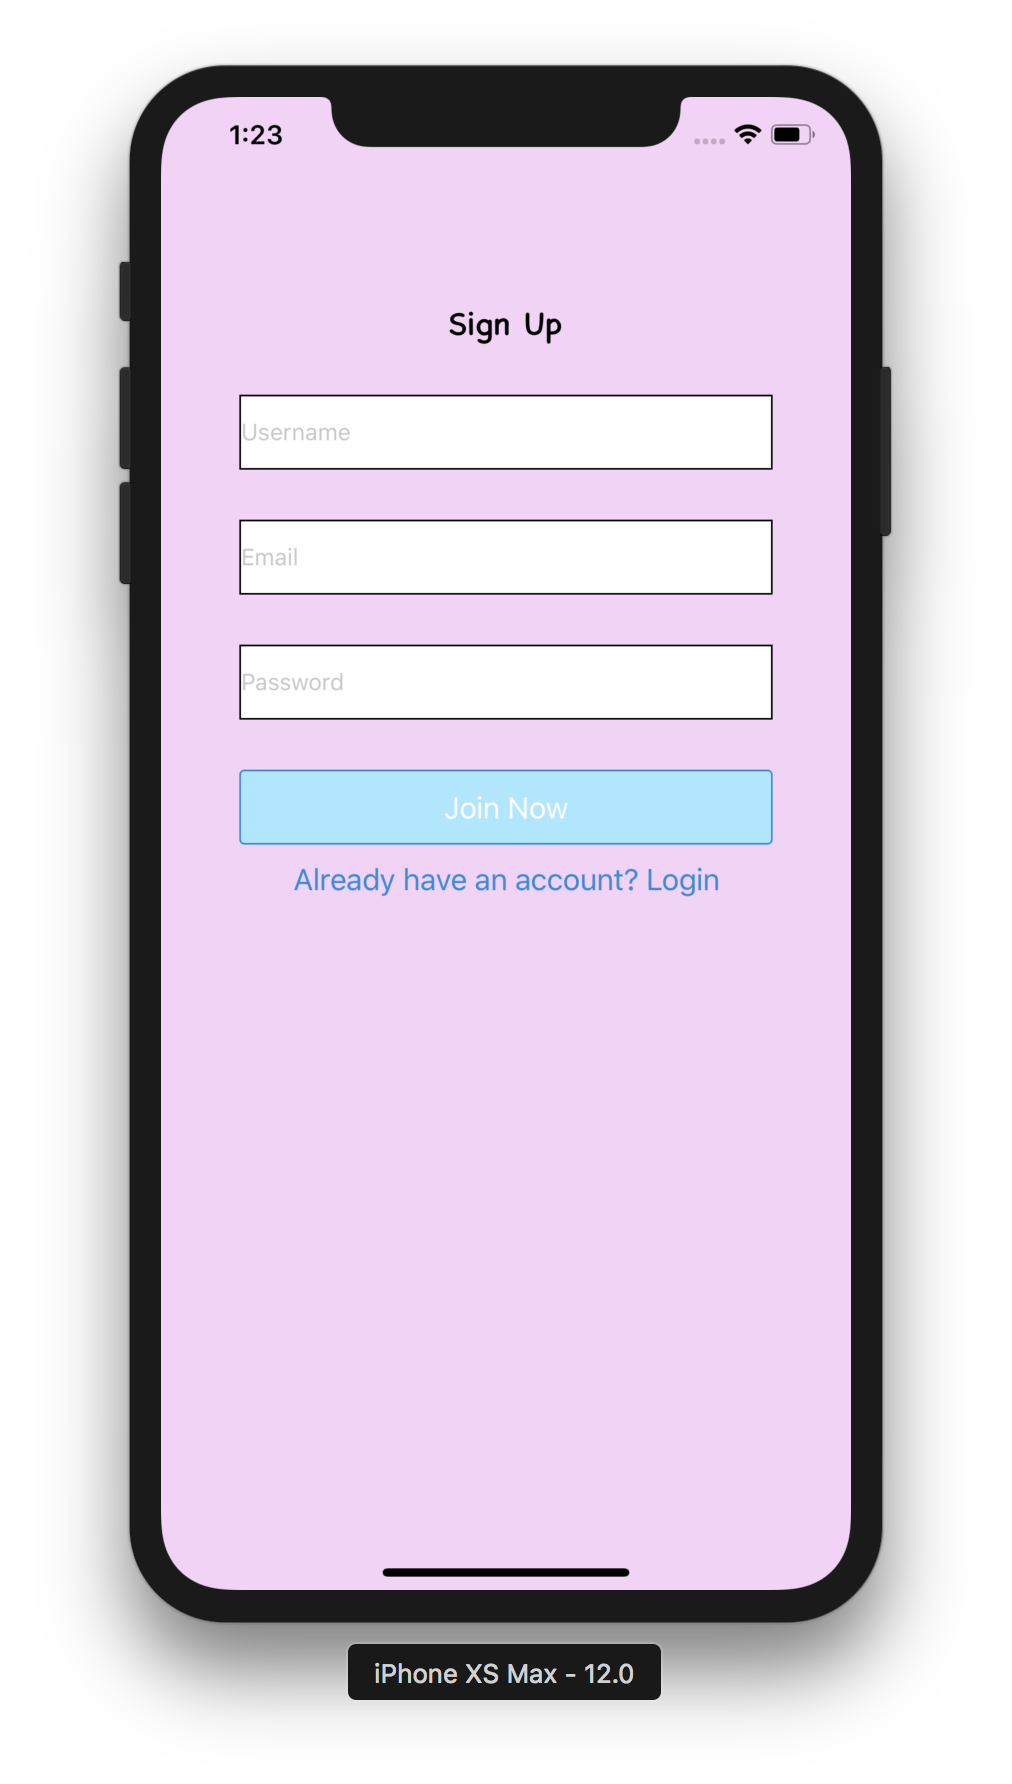 1:23
Sign Up
Username
Email
Password
Join Now
Already have an account? Login
iPhone XS Max - 12.0